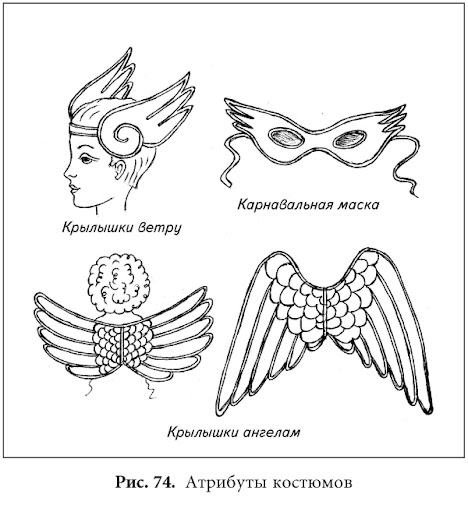 Крылышки ветру
Карнавальная маска
Крылышки ангелам
Рис. 74. Атрибуты костюмов